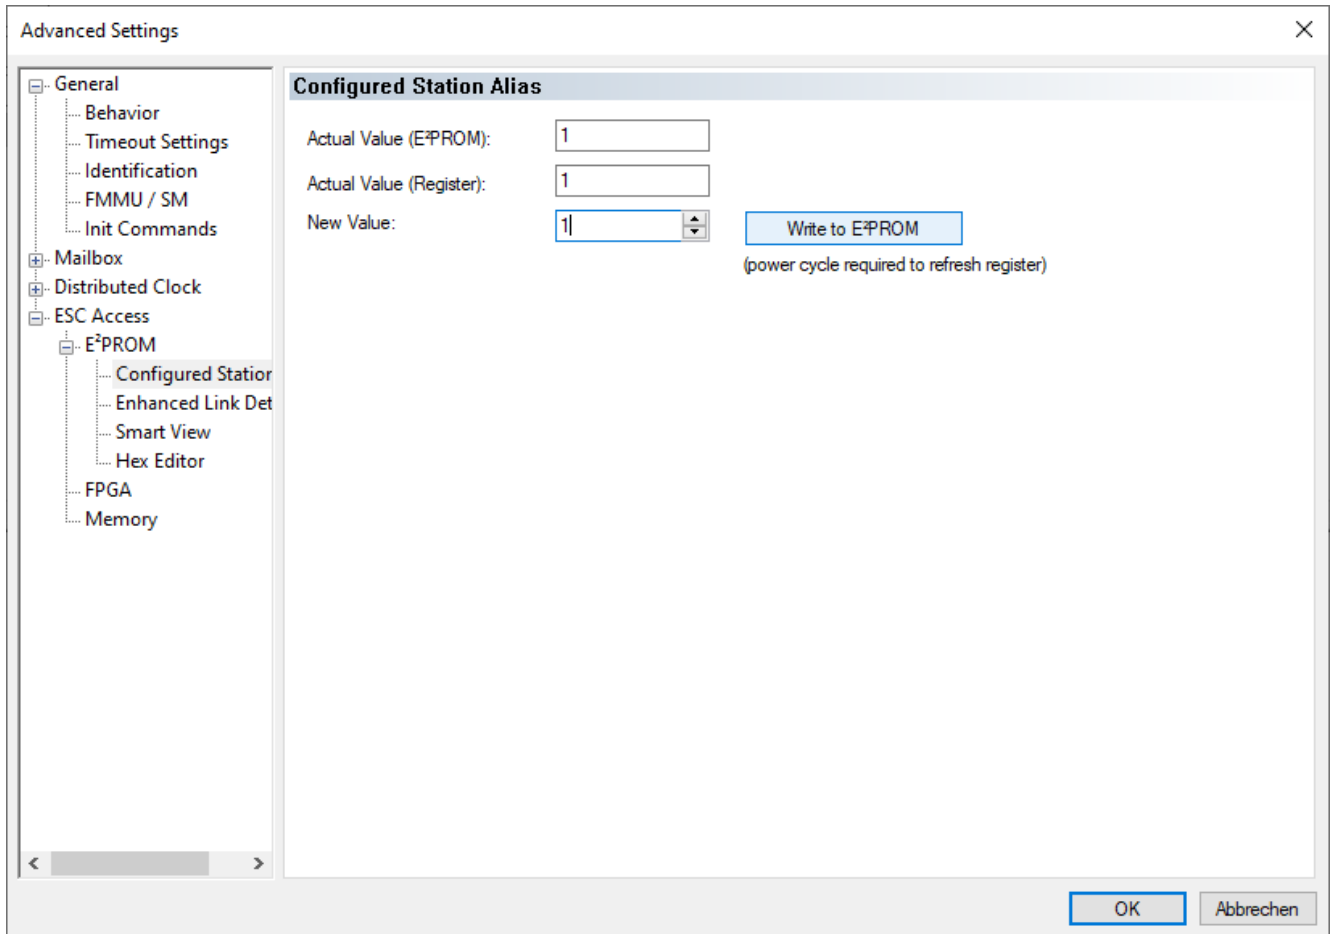 Advanced Settings
General
Behavior
Timeout Settings
Identification
FMMU / SM
Init Commands
Mailbox
Distributed Clock
ESC Access
E²PROM
Configured Station
Enhanced Link Det
Smart View
Hex Editor
FPGA
Memory
Configured Station Alias
Actual Value (E²PROM): 1
Actual Value (Register): 1
New Value: 1 Write to E²PROM
(power cycle required to refresh register)
OK Abbrechen